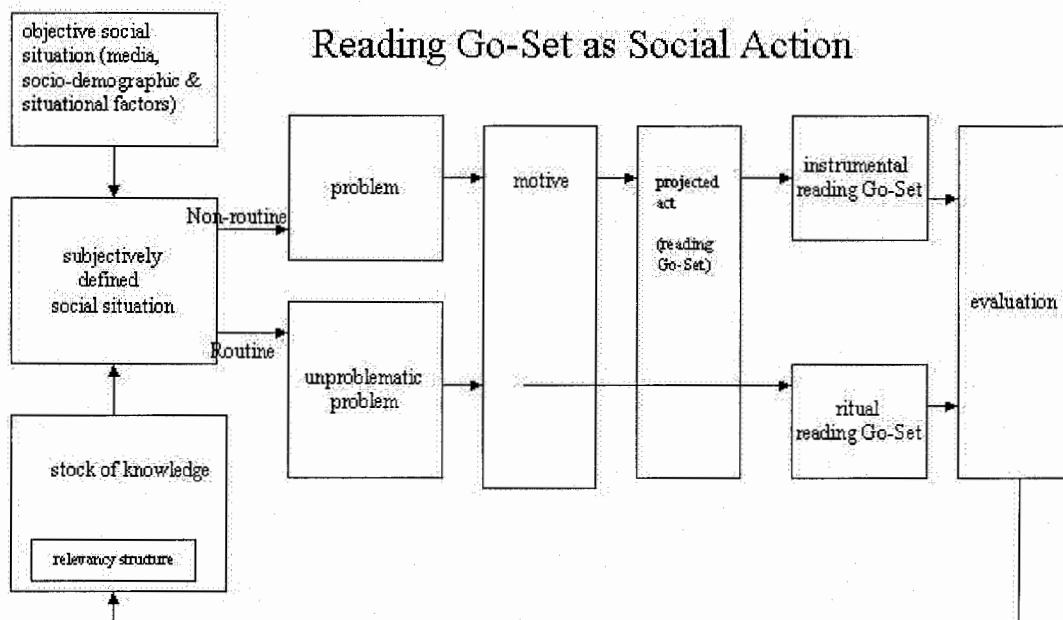 Reading Go-Set as Social Action
objective social
situation (media,
socio-demographic &
situational factors)
subjectively
defined
social situation
stock of knowledge
relevancy structure
Non-routine
Routine
problem
unproblematic
problem
motive
projected
act
(reading
Go-Set)
instrumental
reading Go-Set
ritual
reading Go-Set
evaluation